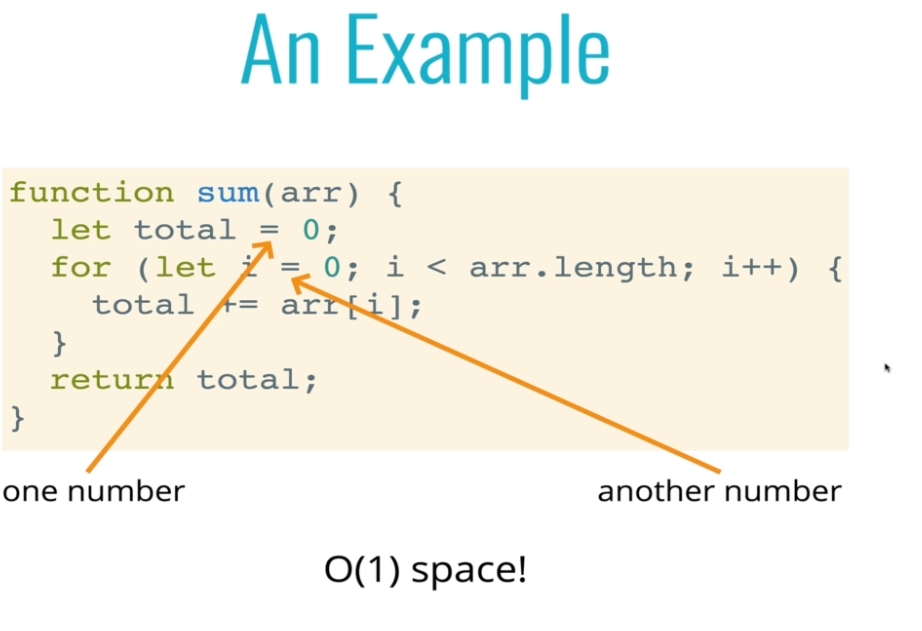 An Example
function sum(arr) {
  let total = 0;
  for (let i = 0; i < arr.length; i++) {
    total += arr[i];
  }
  return total;
}
one number another number
O(1) space!